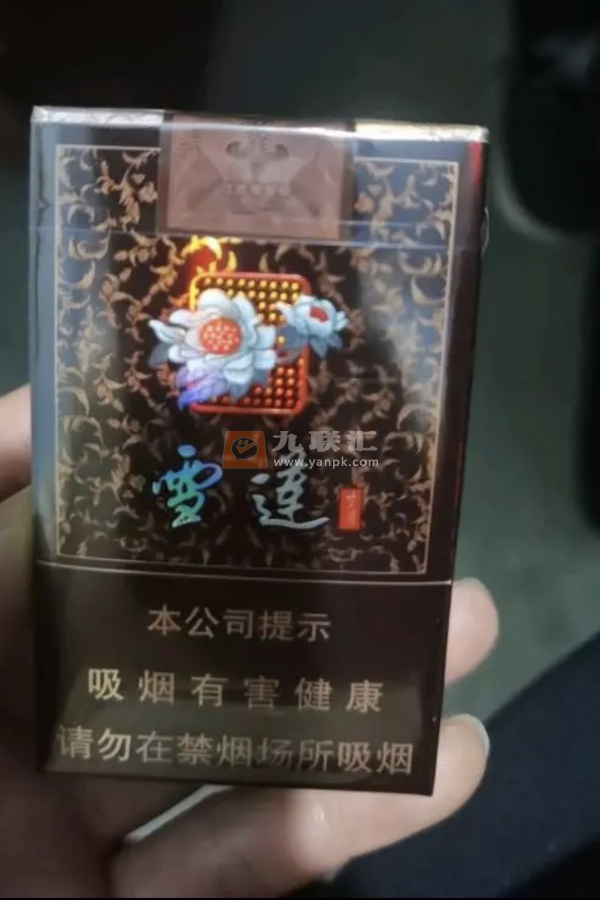 九联汇
www.yanpk.com
雪莲
本公司提示
吸烟有害健康
请勿在禁烟场所吸烟